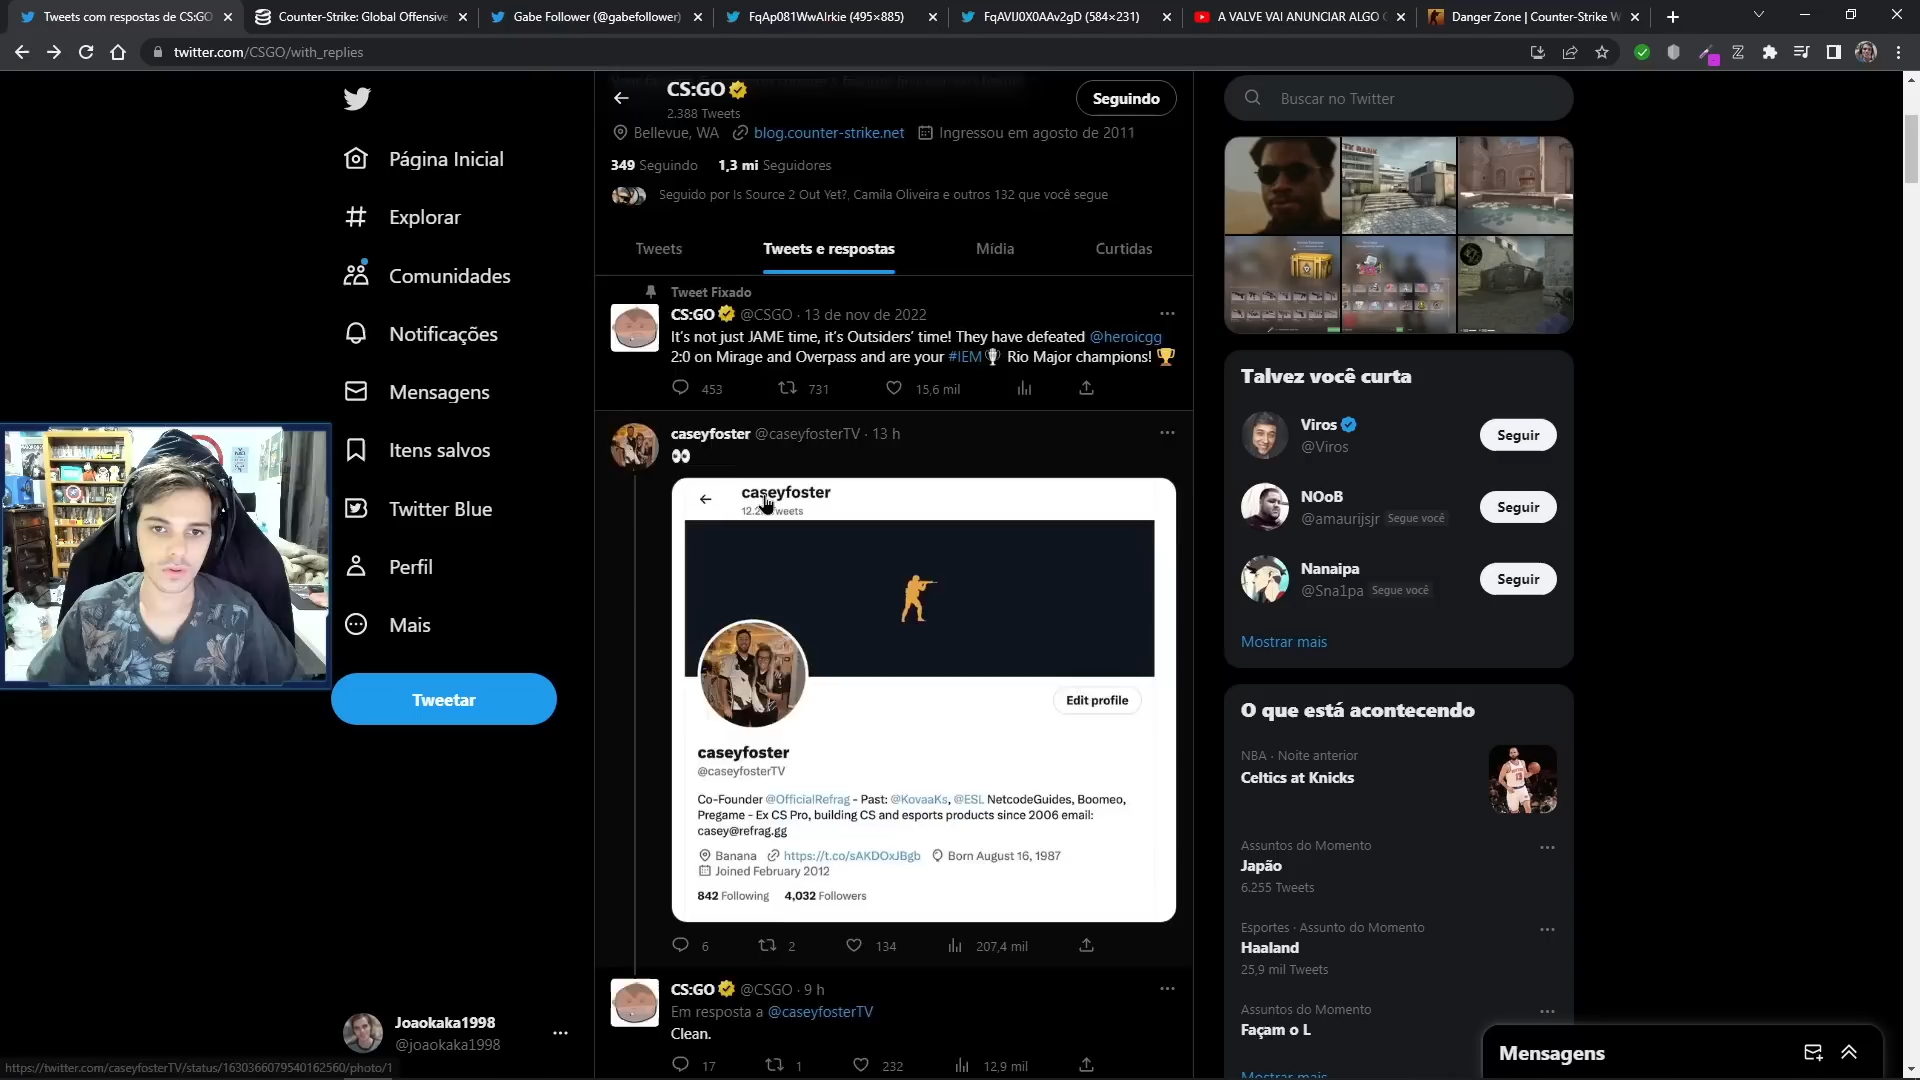 Tweets com respostas de CS:GO
Counter-Strike: Global Offensive
Gabe Follower (@gabefollower)
FqAp081WwAIrkie (495×885)
FqAVIJ0X0AAv2gD (584×231)
A VALVE VAI ANUNCIAR ALGO
Danger Zone | Counter-Strike W
twitter.com/CSGO/with_replies
CS:GO
2.388 Tweets
Seguindo
Bellevue, WA blog.counter-strike.net Ingressou em agosto de 2011
349 Seguindo 1,3 mi Seguidores
Seguido por Is Source 2 Out Yet?, Camila Oliveira e outros 132 que você segue
Tweets
Tweets e respostas
Mídia
Curtidas
Página Inicial
Explorar
Comunidades
Notificações
Mensagens
Itens salvos
Twitter Blue
Perfil
Mais
Tweetar
Joaokaka1998
@joaokaka1998
Tweet Fixado
CS:GO @CSGO · 13 de nov de 2022
It's not just JAME time, it's Outsiders' time! They have defeated @heroicgg
2:0 on Mirage and Overpass and are your #IEM Rio Major champions!
453 731 15,6 mil
caseyfoster @caseyfosterTV · 13 h
caseyfoster
Tweets
Edit profile
caseyfoster
@caseyfosterTV
Co-Founder @OfficialRefrag - Past: @KovaaKs, @ESL NetcodeGuides, Boomeo,
Pregame - Ex CS Pro, building CS and esports products since 2006 email:
casey@refrag.gg
Banana https://t.co/sAKDOxJBgb Born August 16, 1987
Joined February 2012
842 Following 4,032 Followers
6 2 134 207,4 mil
CS:GO @CSGO · 9 h
Em resposta a @caseyfosterTV
Clean.
17 1 232 12,9 mil
Buscar no Twitter
Talvez você curta
Viros
@Viros
Seguir
NOoB
@amaurijsjr Segue você
Seguir
Nanaipa
@Sna1pa Segue você
Seguir
Mostrar mais
O que está acontecendo
NBA · Noite anterior
Celtics at Knicks
Assuntos do Momento
Japão
6.255 Tweets
Esportes · Assunto do Momento
Haaland
25,9 mil Tweets
Assuntos do Momento
Façam o L
Mostrar mais
Mensagens
https://twitter.com/caseyfosterTV/status/1630366079540162560/photo/1